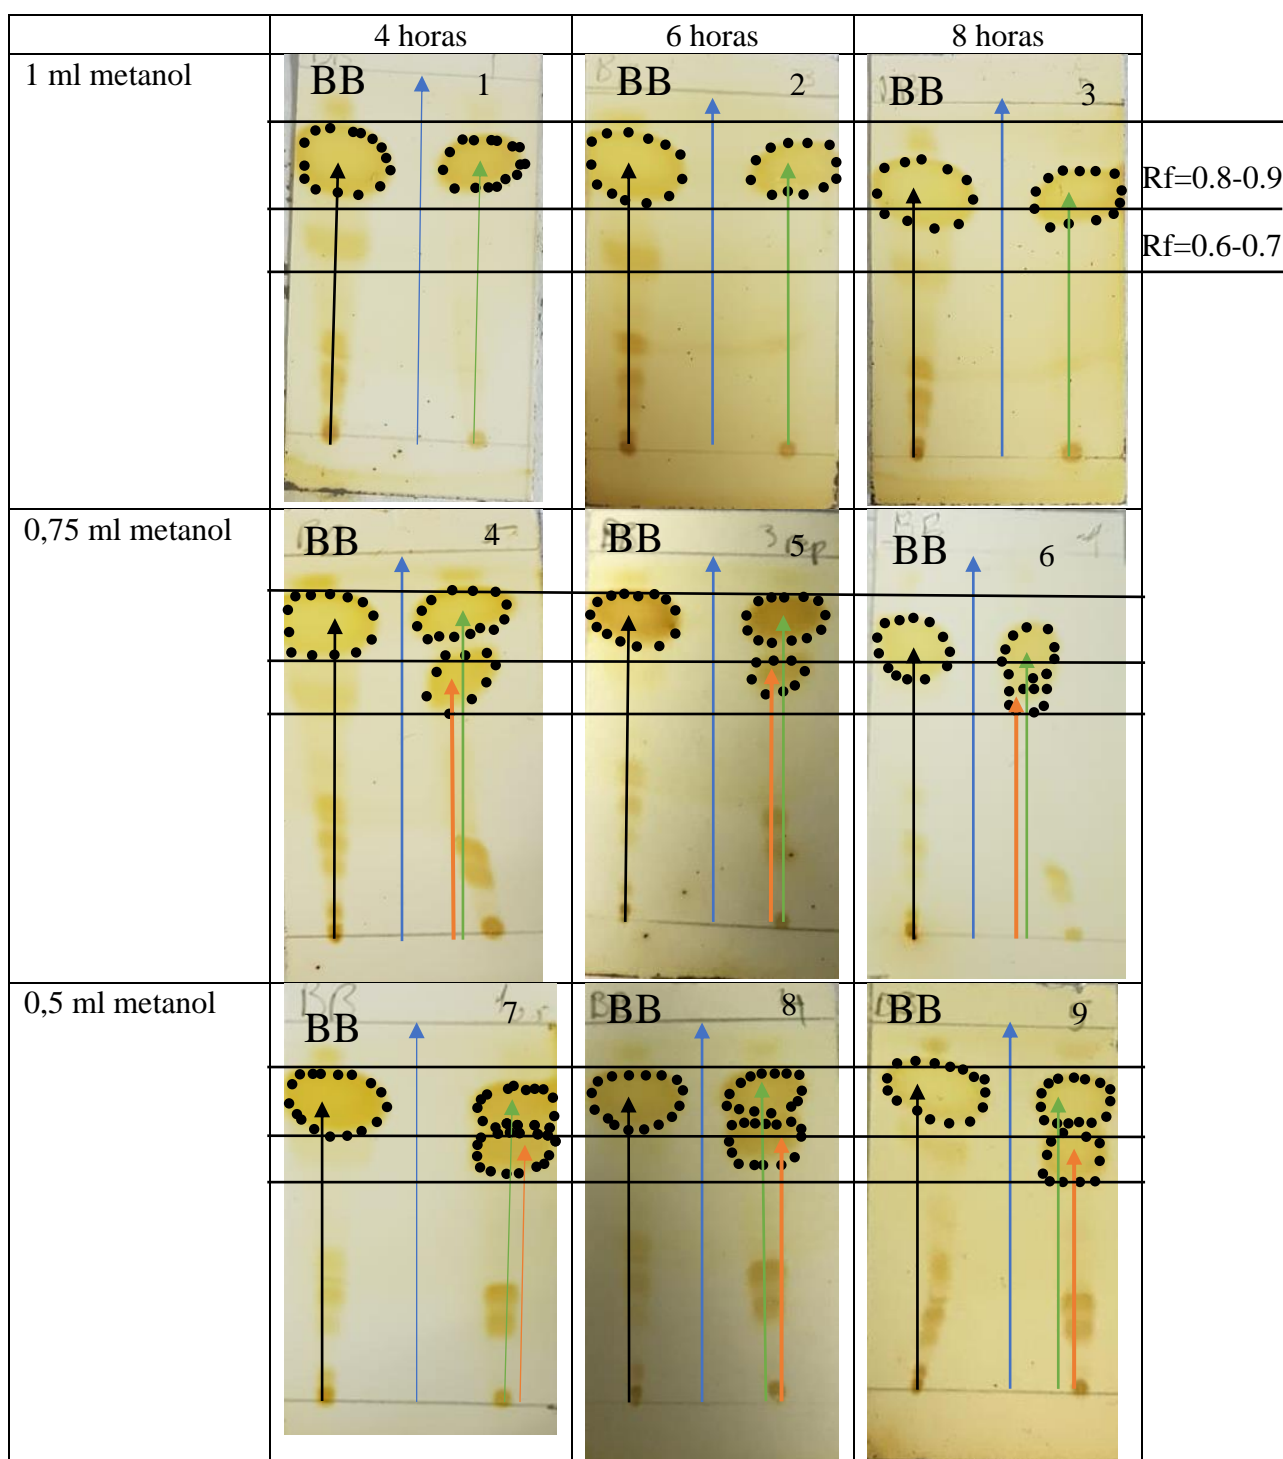 4 horas 6 horas 8 horas
1 ml metanol
BB 1 BB 2 BB 3
Rf=0.8-0.9
Rf=0.6-0.7
0,75 ml metanol
BB 4 BB 5 BB 6
0,5 ml metanol
BB 7 BB 8 BB 9